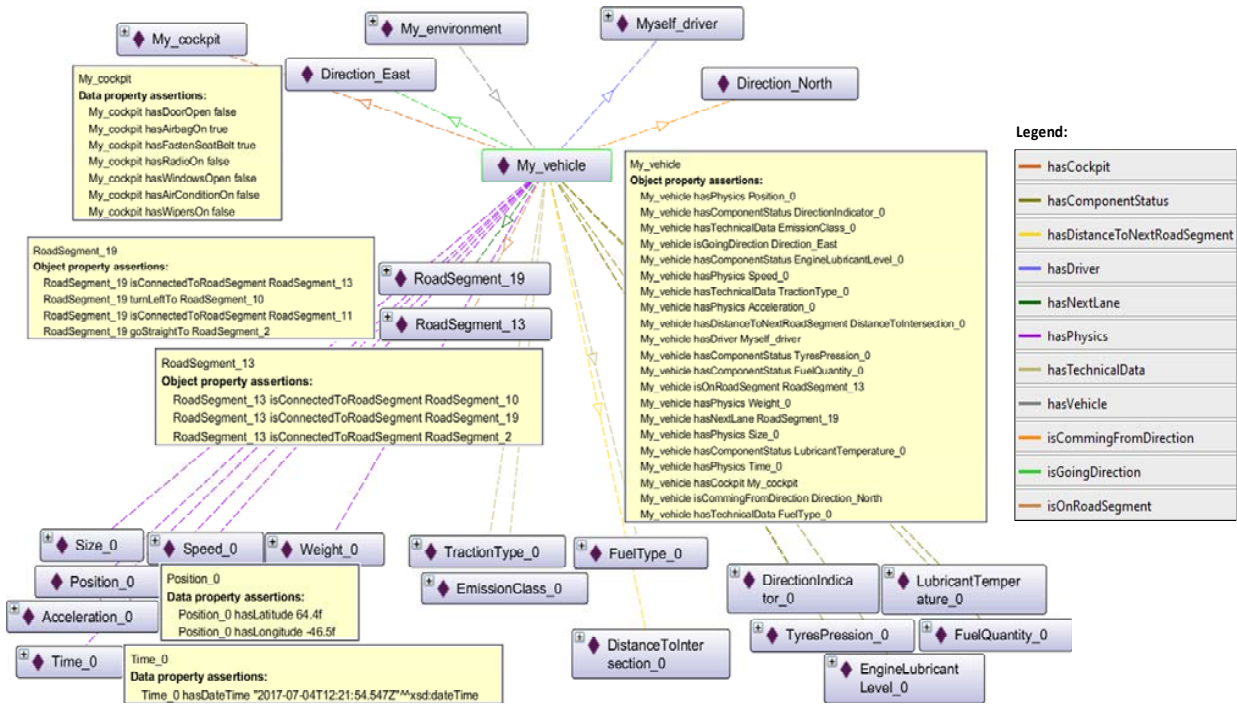 My_cockpit
My_environment
Myself_driver
Direction_East
Direction_North
My_cockpit
Data property assertions:
My_cockpit hasDoorOpen false
My_cockpit hasAirbagOn true
My_cockpit hasFastenSeatBelt true
My_cockpit hasRadioOn false
My_cockpit hasWindowsOpen false
My_cockpit hasAirConditionOn false
My_cockpit hasWipersOn false
My_vehicle
My_vehicle
Object property assertions:
My_vehicle hasPhysics Position_0
My_vehicle hasComponentStatus DirectionIndicator_0
My_vehicle hasTechnicalData EmissionClass_0
My_vehicle isGoingDirection Direction_East
My_vehicle hasComponentStatus EngineLubricantLevel_0
My_vehicle hasPhysics Speed_0
My_vehicle hasTechnicalData TractionType_0
My_vehicle hasPhysics Acceleration_0
My_vehicle hasDistanceToNextRoadSegment DistanceToIntersection_0
My_vehicle hasDriver Myself_driver
My_vehicle hasComponentStatus TyresPression_0
My_vehicle hasComponentStatus FuelQuantity_0
My_vehicle isOnRoadSegment RoadSegment_13
My_vehicle hasPhysics Weight_0
My_vehicle hasNextLane RoadSegment_19
My_vehicle hasPhysics Size_0
My_vehicle hasComponentStatus LubricantTemperature_0
My_vehicle hasPhysics Time_0
My_vehicle hasCockpit My_cockpit
My_vehicle isCommingFromDirection Direction_North
My_vehicle hasTechnicalData FuelType_0
Legend:
hasCockpit
hasComponentStatus
hasDistanceToNextRoadSegment
hasDriver
hasNextLane
hasPhysics
hasTechnicalData
hasVehicle
isCommingFromDirection
isGoingDirection
isOnRoadSegment
RoadSegment_19
Object property assertions:
RoadSegment_19 isConnectedToRoadSegment RoadSegment_13
RoadSegment_19 turnLeftTo RoadSegment_10
RoadSegment_19 isConnectedToRoadSegment RoadSegment_11
RoadSegment_19 goStraightTo RoadSegment_2
RoadSegment_19
RoadSegment_13
RoadSegment_13
Object property assertions:
RoadSegment_13 isConnectedToRoadSegment RoadSegment_10
RoadSegment_13 isConnectedToRoadSegment RoadSegment_19
RoadSegment_13 isConnectedToRoadSegment RoadSegment_2
Size_0
Speed_0
Weight_0
TractionType_0
FuelType_0
Position_0
EmissionClass_0
Acceleration_0
Position_0
Data property assertions:
Position_0 hasLatitude 64.4f
Position_0 hasLongitude -46.5f
Time_0
Time_0
Data property assertions:
Time_0 hasDateTime "2017-07-04T12:21:54.547Z"^^xsd:dateTime
DistanceToInter
section_0
DirectionIndica
tor_0
LubricantTemper
ature_0
TyresPression_0
FuelQuantity_0
EngineLubricant
Level_0